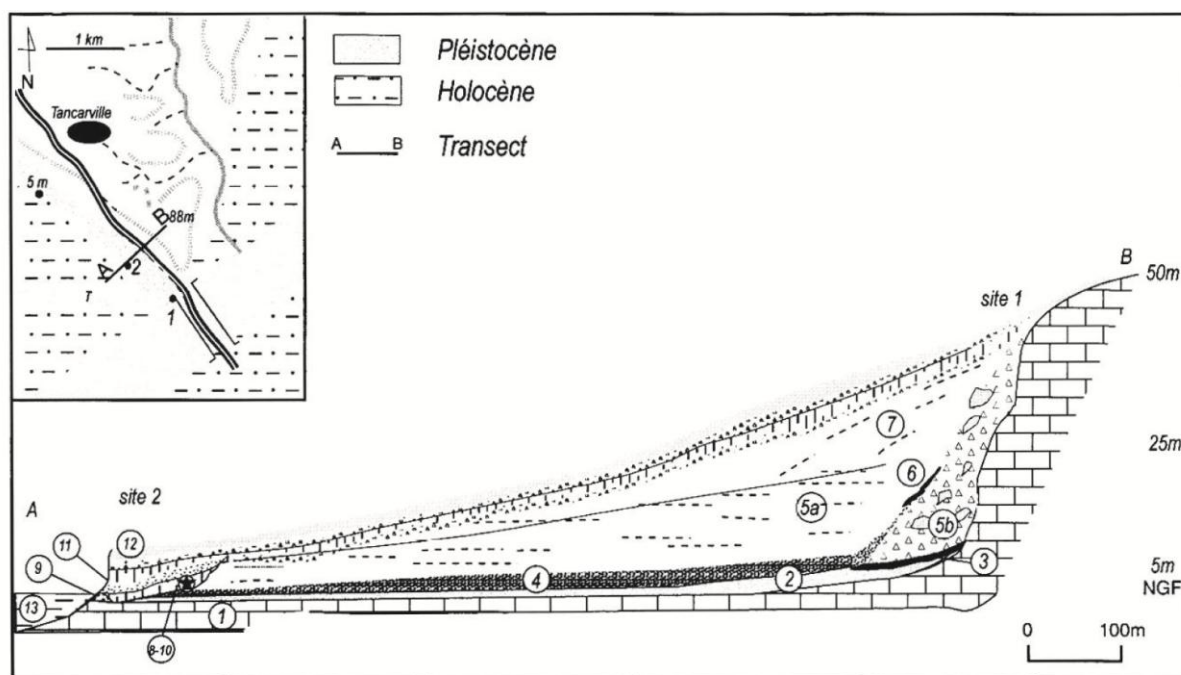 1 km
N
Tancarville
5 m
B 88m
A
2
T
1
Pléistocène
Holocène
A B Transect
B
50m
site 1
7
25m
6
site 2
A
5a
5b
11
12
9
3
5m
4
2
NGF
13
1
0 100m
8-10